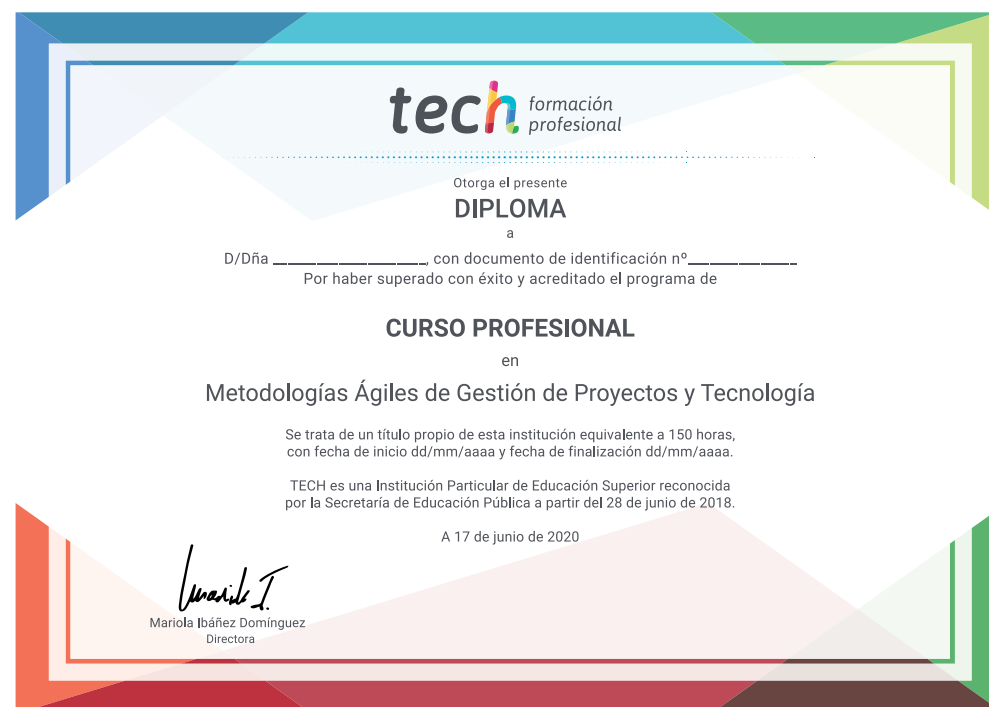 tech formación
profesional
Otorga el presente
DIPLOMA
a
D/Dña ____________________, con documento de identificación nº______________
Por haber superado con éxito y acreditado el programa de
CURSO PROFESIONAL
en
Metodologías Ágiles de Gestión de Proyectos y Tecnología
Se trata de un título propio de esta institución equivalente a 150 horas,
con fecha de inicio dd/mm/aaaa y fecha de finalización dd/mm/aaaa.
TECH es una Institución Particular de Educación Superior reconocida
por la Secretaría de Educación Pública a partir del 28 de junio de 2018.
A 17 de junio de 2020
Mariola Ibáñez Domínguez
Directora